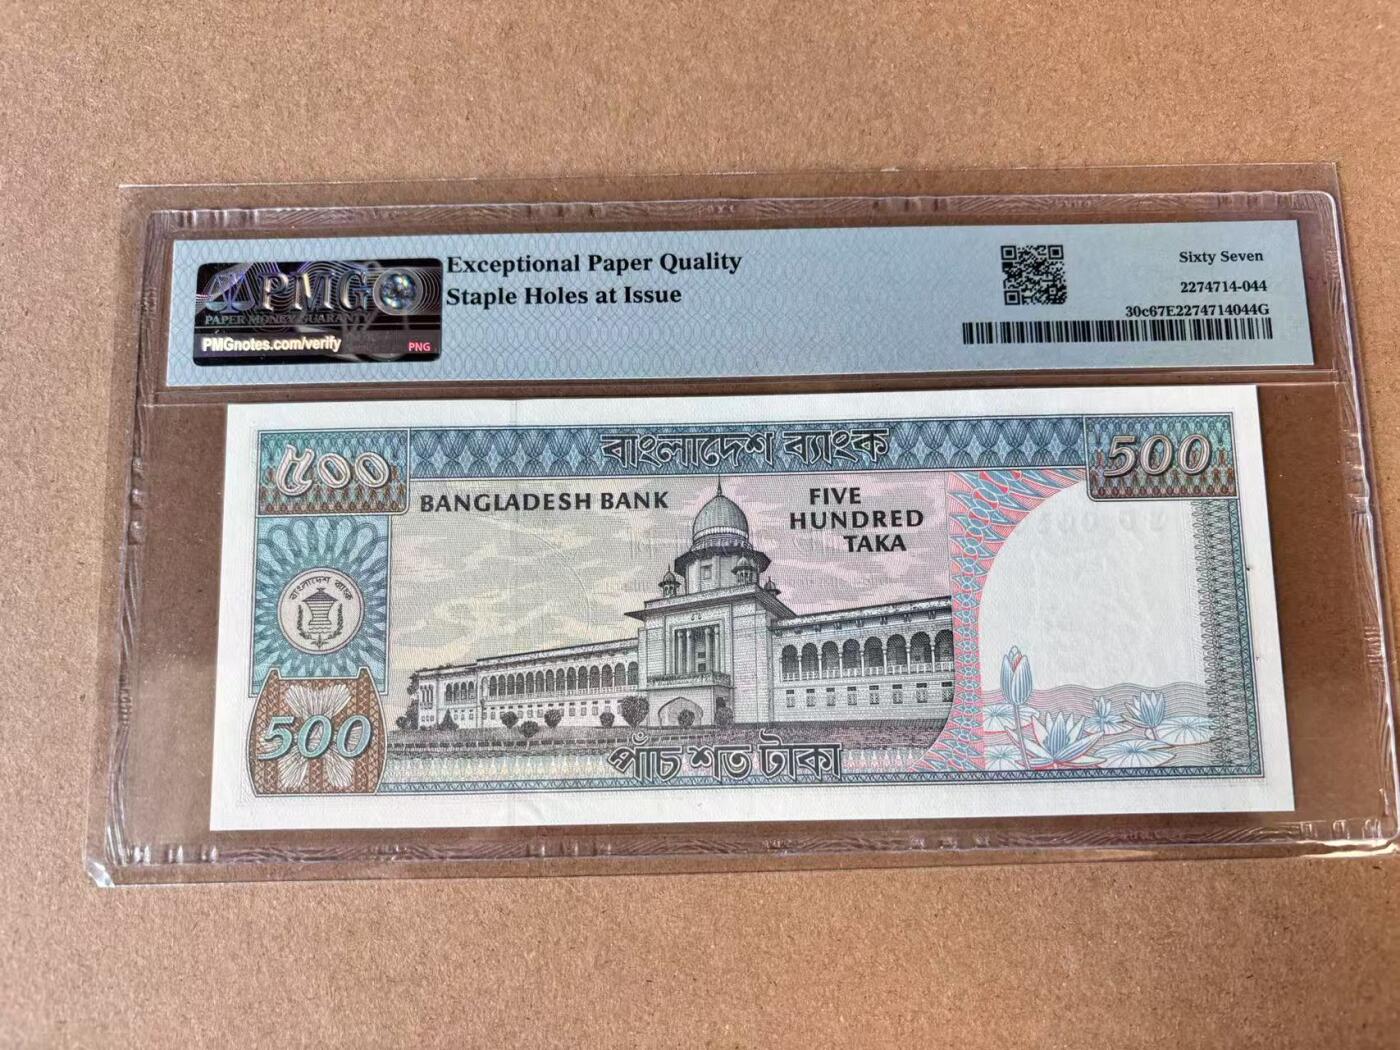 PMG
PAPER MONEY GUARANTY
PMGnotes.com/verify
PNG
Exceptional Paper Quality
Staple Holes at Issue
Sixty Seven
2274714-044
30c67E2274714044G
৫০০
বাংলাদেশ ব্যাংক
500
BANGLADESH BANK
FIVE
HUNDRED
TAKA
বাংলাদেশ ব্যাংক
500
পাঁচ শত টাকা